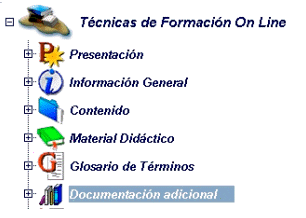 Técnicas de Formación On Line
Presentación
Información General
Contenido
Material Didáctico
Glosario de Términos
Documentación adicional